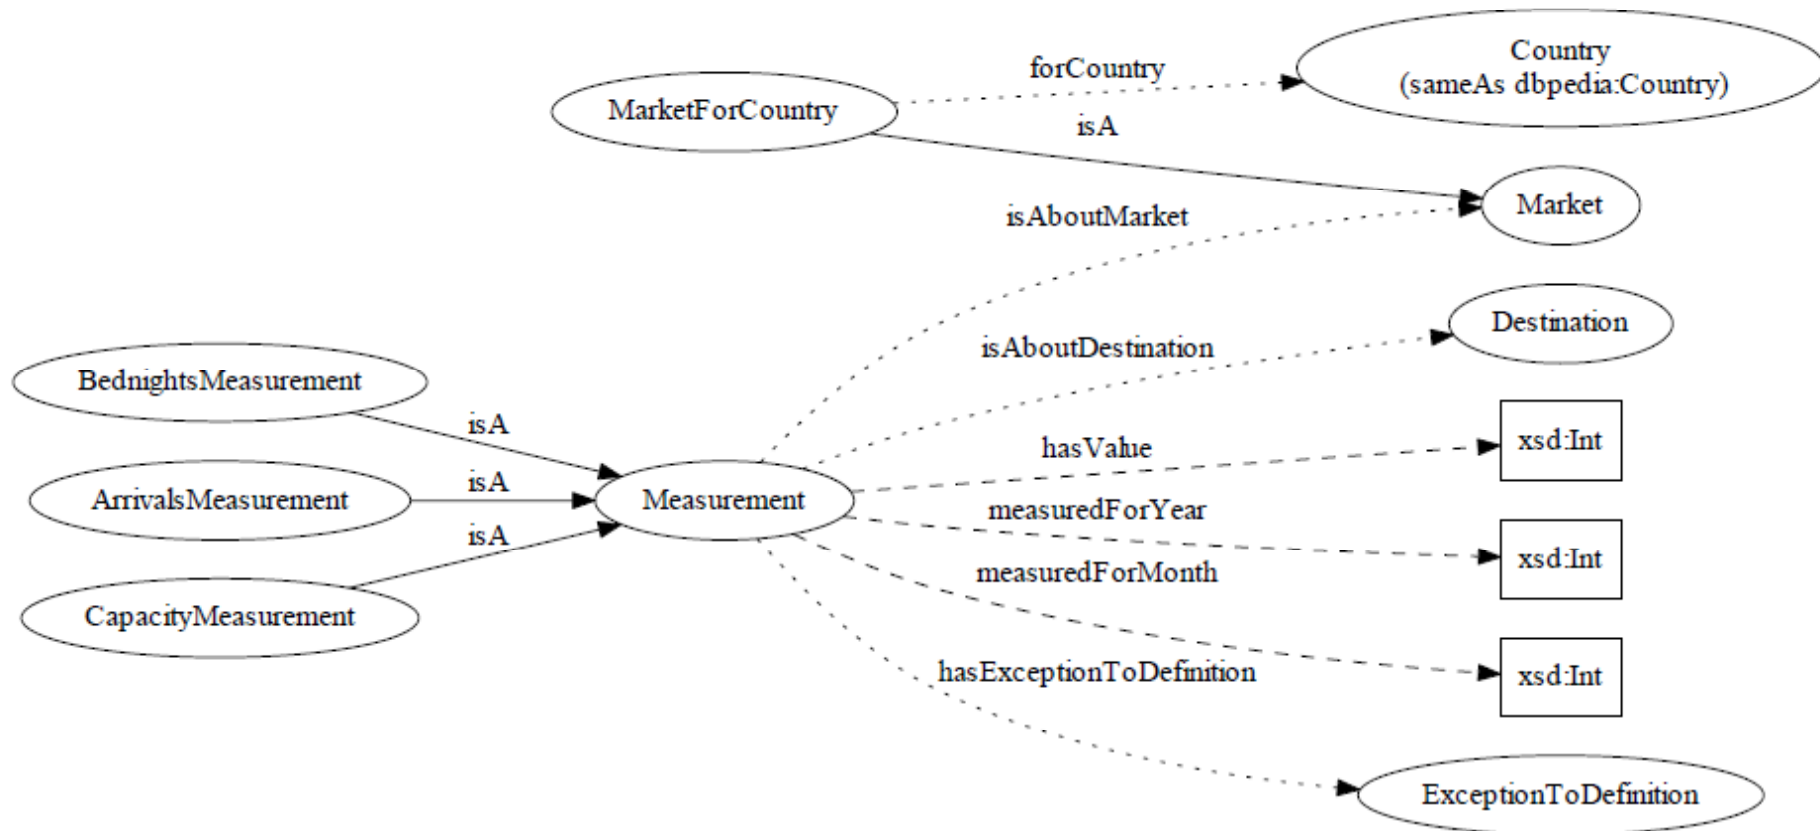 Country
(sameAs dbpedia:Country)
forCountry
MarketForCountry
isA
Market
isAboutMarket
Destination
isAboutDestination
BednightsMeasurement
isA
hasValue
xsd:Int
isA
ArrivalsMeasurement
Measurement
measuredForYear
isA
xsd:Int
measuredForMonth
CapacityMeasurement
hasExceptionToDefinition
xsd:Int
ExceptionToDefinition